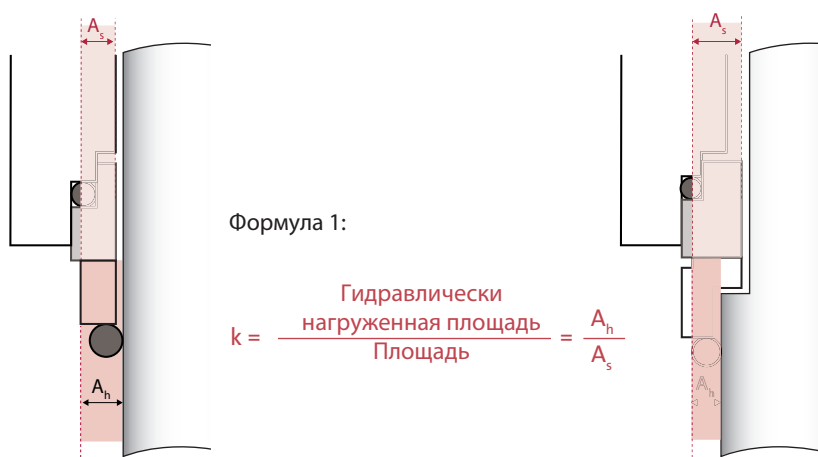 Aₛ
Aₛ
Формула 1:
k = Гидравлически
нагруженная площадь
Площадь
= Aₕ
Aₛ
Aₕ
Aₕ